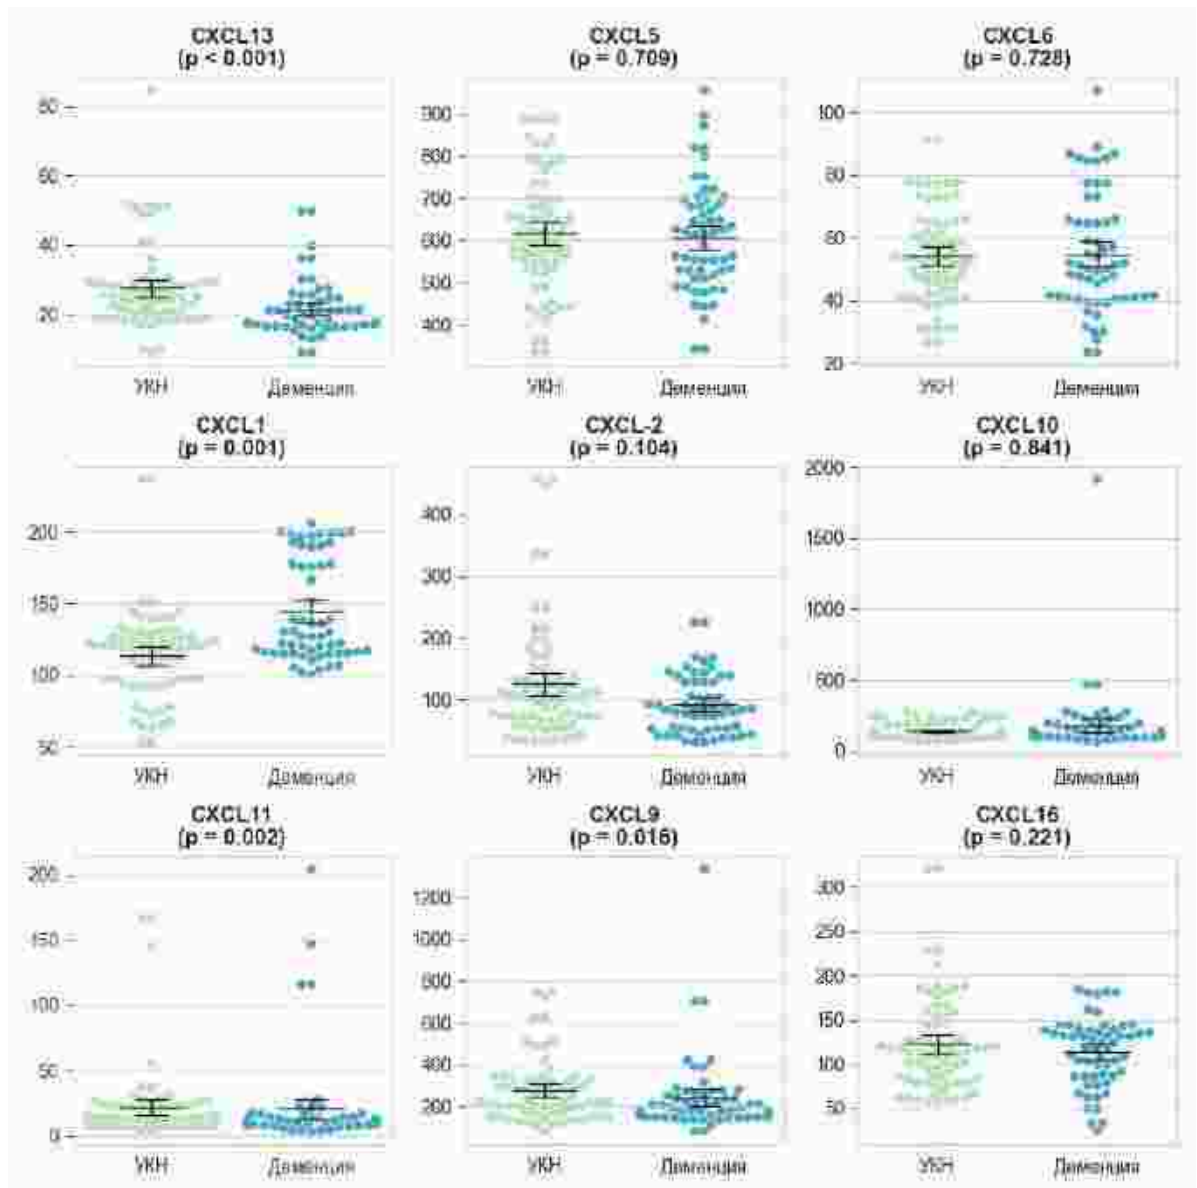 CXCL13
(p < 0.001)
CXCL5
(p = 0.709)
CXCL6
(p = 0.728)
80
60
40
20
900
800
700
600
500
400
100
80
60
40
20
УКН
Деменция
УКН
Деменция
УКН
Деменция
CXCL1
(p = 0.001)
CXCL-2
(p = 0.104)
CXCL10
(p = 0.841)
200
150
100
50
400
300
200
100
2000
1500
1000
500
0
УКН
Деменция
УКН
Деменция
УКН
Деменция
CXCL11
(p = 0.002)
CXCL9
(p = 0.016)
CXCL16
(p = 0.221)
200
150
100
50
0
1200
1000
800
600
400
200
300
250
200
150
100
50
УКН
Деменция
УКН
Деменция
УКН
Деменция